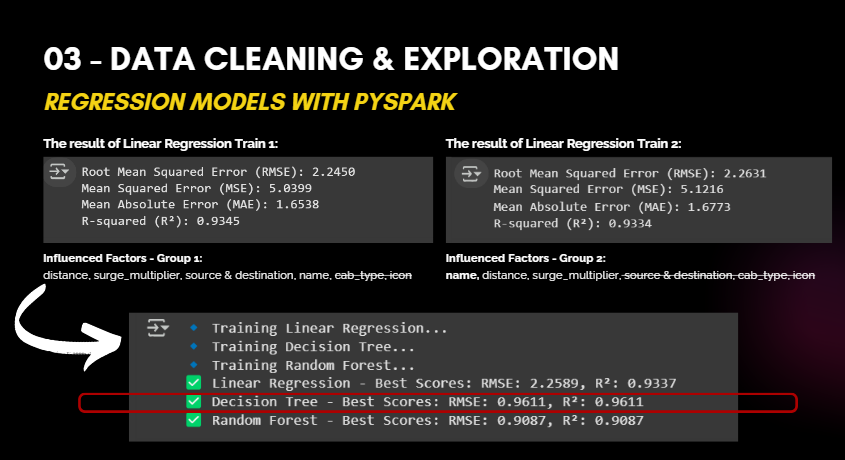 03 - DATA CLEANING & EXPLORATION
REGRESSION MODELS WITH PYSPARK
The result of Linear Regression Train 1:
Root Mean Squared Error (RMSE): 2.2450
Mean Squared Error (MSE): 5.0399
Mean Absolute Error (MAE): 1.6538
R-squared (R²): 0.9345
Influenced Factors - Group 1:
distance, surge_multiplier, source & destination, name, cab_type, icon
The result of Linear Regression Train 2:
Root Mean Squared Error (RMSE): 2.2631
Mean Squared Error (MSE): 5.1216
Mean Absolute Error (MAE): 1.6773
R-squared (R²): 0.9334
Influenced Factors - Group 2:
name, distance, surge_multiplier, source & destination, cab_type, icon
Training Linear Regression...
Training Decision Tree...
Training Random Forest...
Linear Regression - Best Scores: RMSE: 2.2589, R²: 0.9337
Decision Tree - Best Scores: RMSE: 0.9611, R²: 0.9611
Random Forest - Best Scores: RMSE: 0.9087, R²: 0.9087